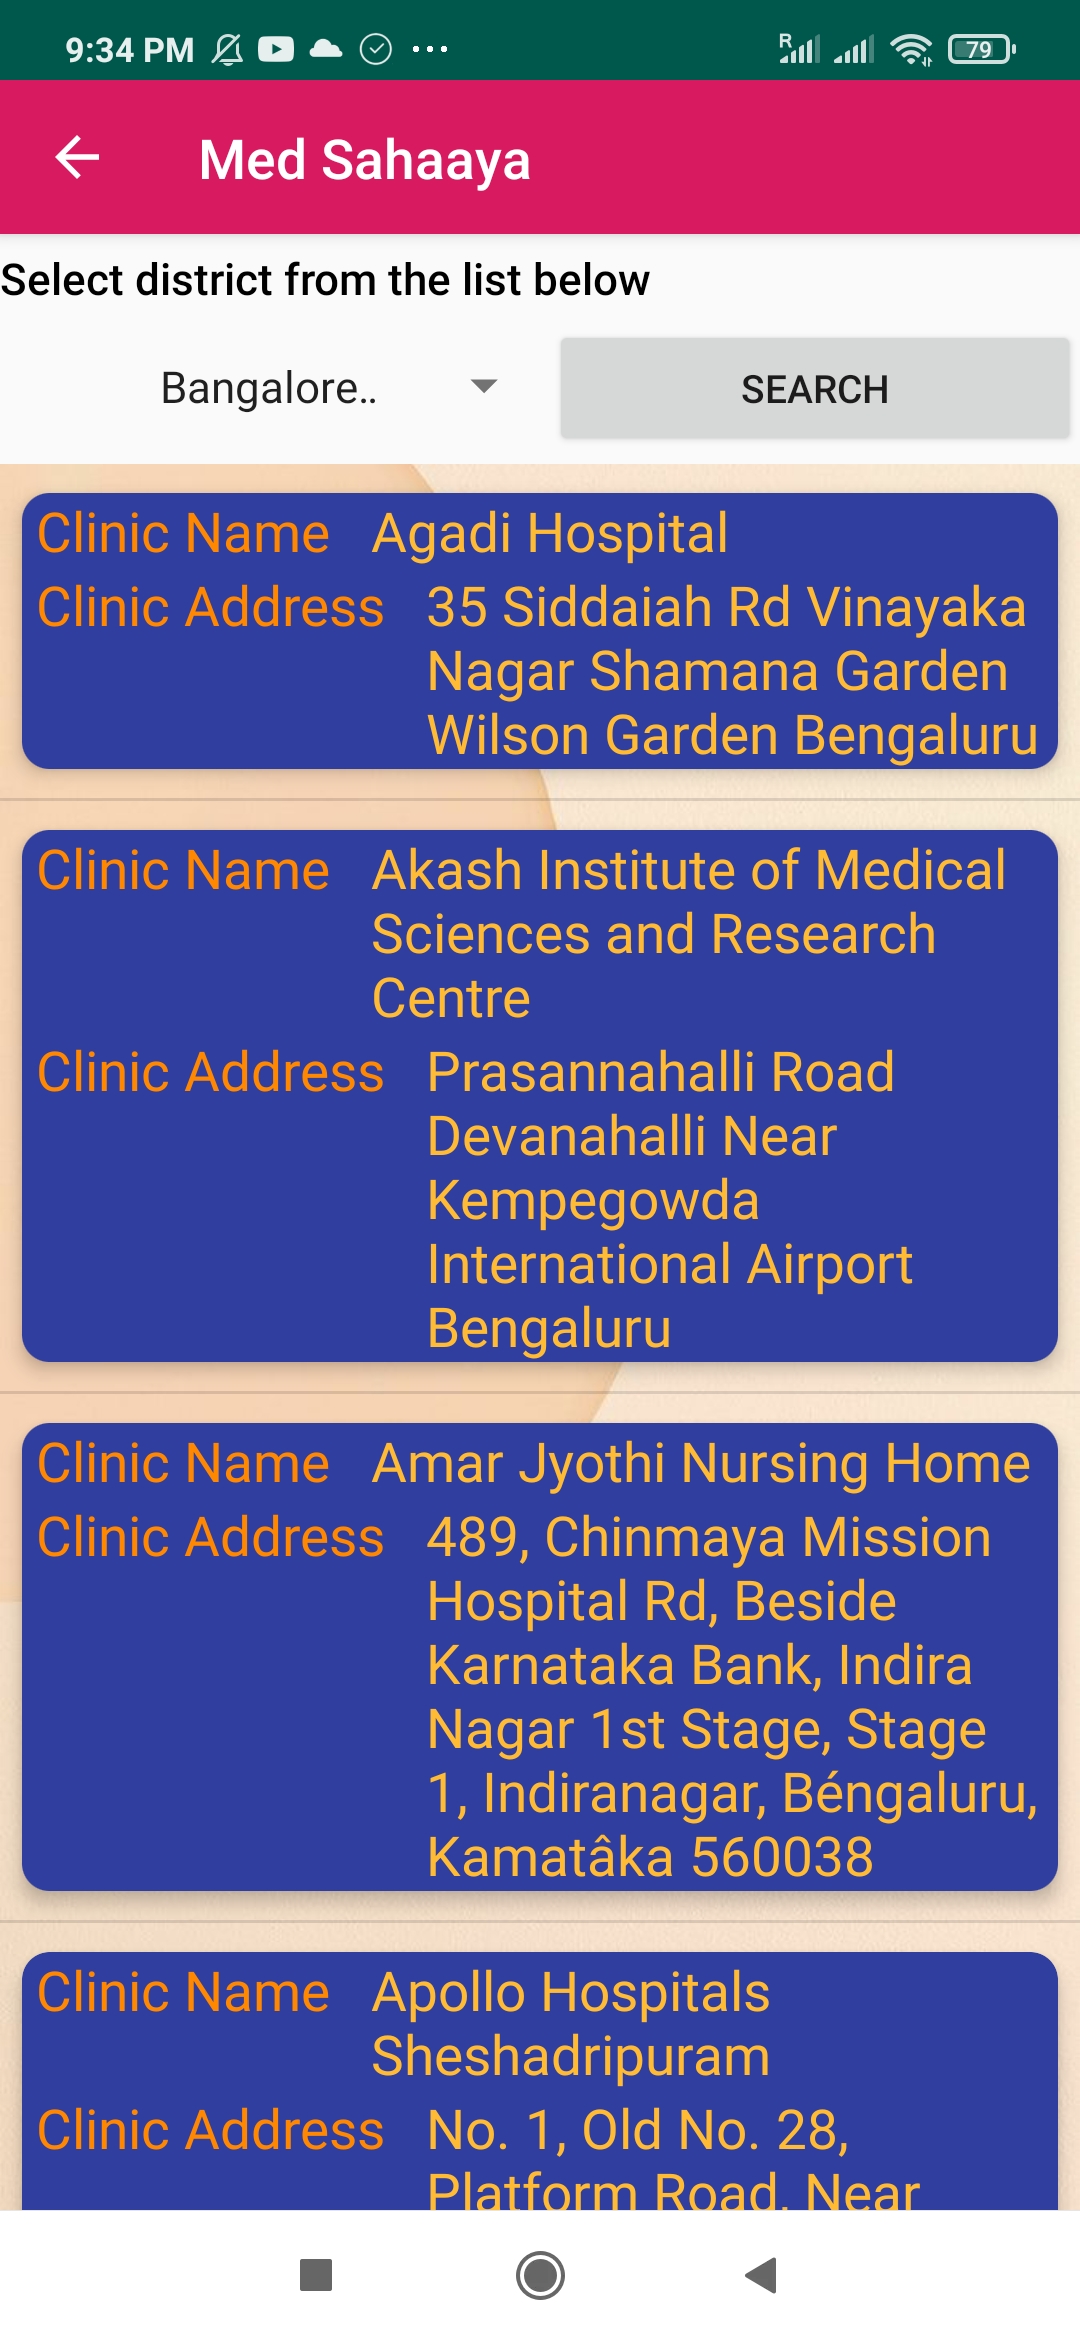 9:34 PM
R
79
Med Sahaaya
Select district from the list below
Bangalore..
SEARCH
Clinic Name Agadi Hospital
Clinic Address 35 Siddaiah Rd Vinayaka
Nagar Shamana Garden
Wilson Garden Bengaluru
Clinic Name Akash Institute of Medical
Sciences and Research
Centre
Clinic Address Prasannahalli Road
Devanahalli Near
Kempegowda
International Airport
Bengaluru
Clinic Name Amar Jyothi Nursing Home
Clinic Address 489, Chinmaya Mission
Hospital Rd, Beside
Karnataka Bank, Indira
Nagar 1st Stage, Stage
1, Indiranagar, Béngaluru,
Kamatâka 560038
Clinic Name Apollo Hospitals
Sheshadripuram
Clinic Address No. 1, Old No. 28,
Platform Road, Near